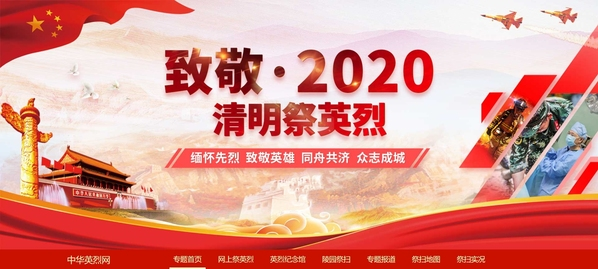 致敬·2020
清明祭英烈
缅怀先烈 致敬英雄 同舟共济 众志成城
中华英烈网 专题首页 网上祭英烈 英烈纪念馆 陵园祭扫 专题报道 祭扫地图 祭扫实况